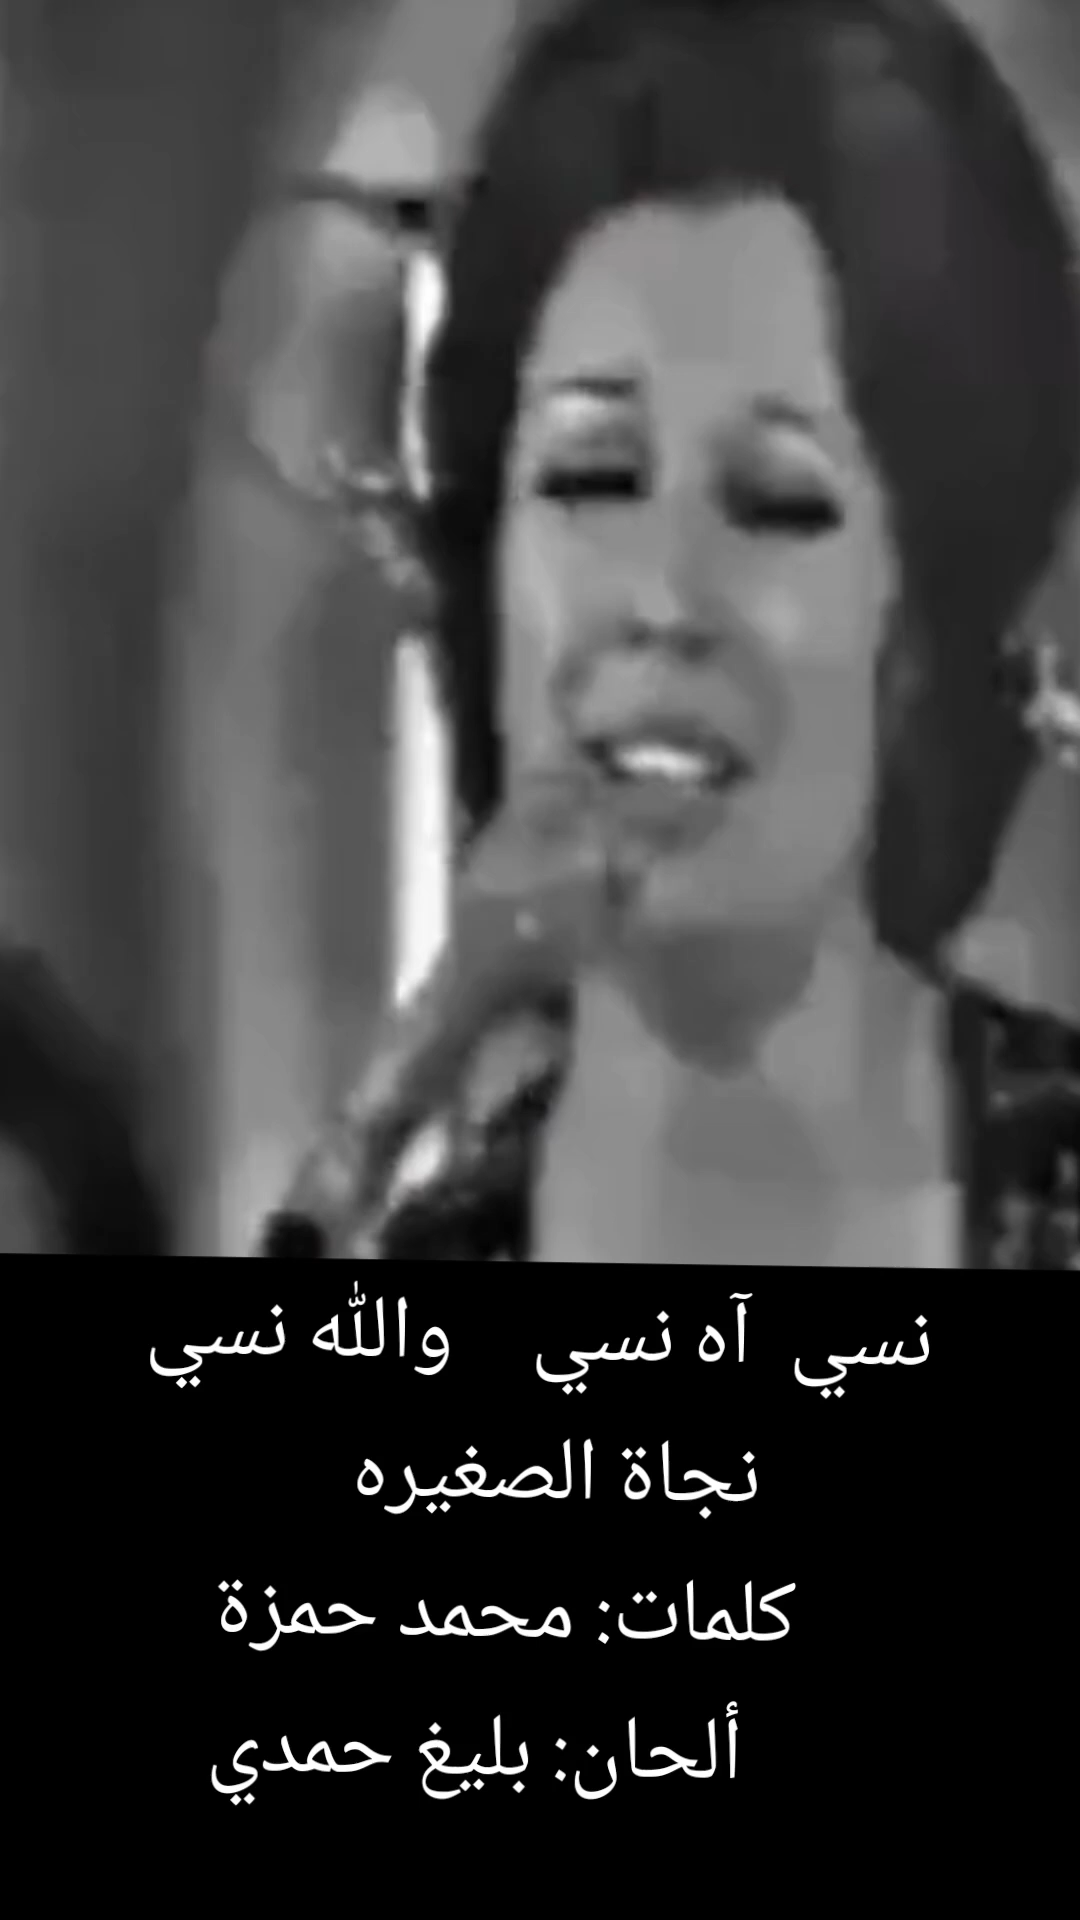 نسي آه نسي والله نسي
نجاة الصغيره
كلمات: محمد حمزة
ألحان: بليغ حمدي